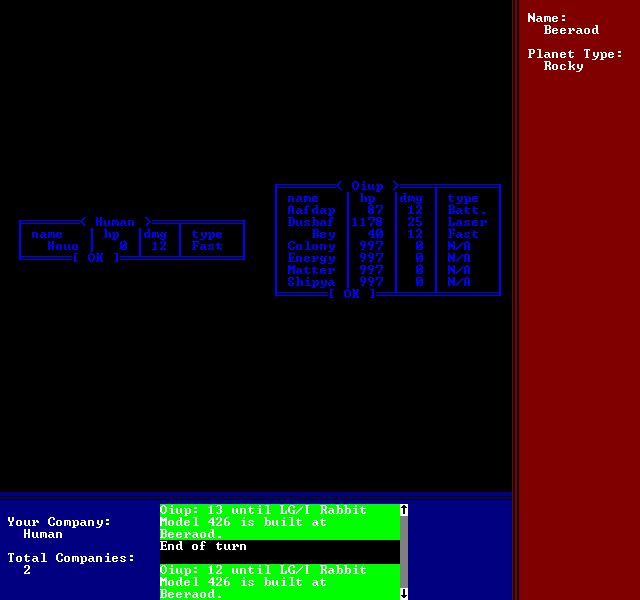 Name:
Beeraod
Planet Type:
Rocky
< Oiup >
name hp dmg type
Aafdap 87 12 Batt.
Dusbaf 1178 25 Laser
Bey 40 12 Fast
Colony 997 0 N/A
Energy 997 0 N/A
Matter 997 0 N/A
Shipya 997 0 N/A
[ OK ]
< Human >
name hp dmg type
Houo 0 12 Fast
[ OK ]
Your Company:
Human
Total Companies:
2
Oiup: 13 until LG/I Rabbit
Model 426 is built at
Beeraod.
End of turn
Oiup: 12 until LG/I Rabbit
Model 426 is built at
Beeraod.